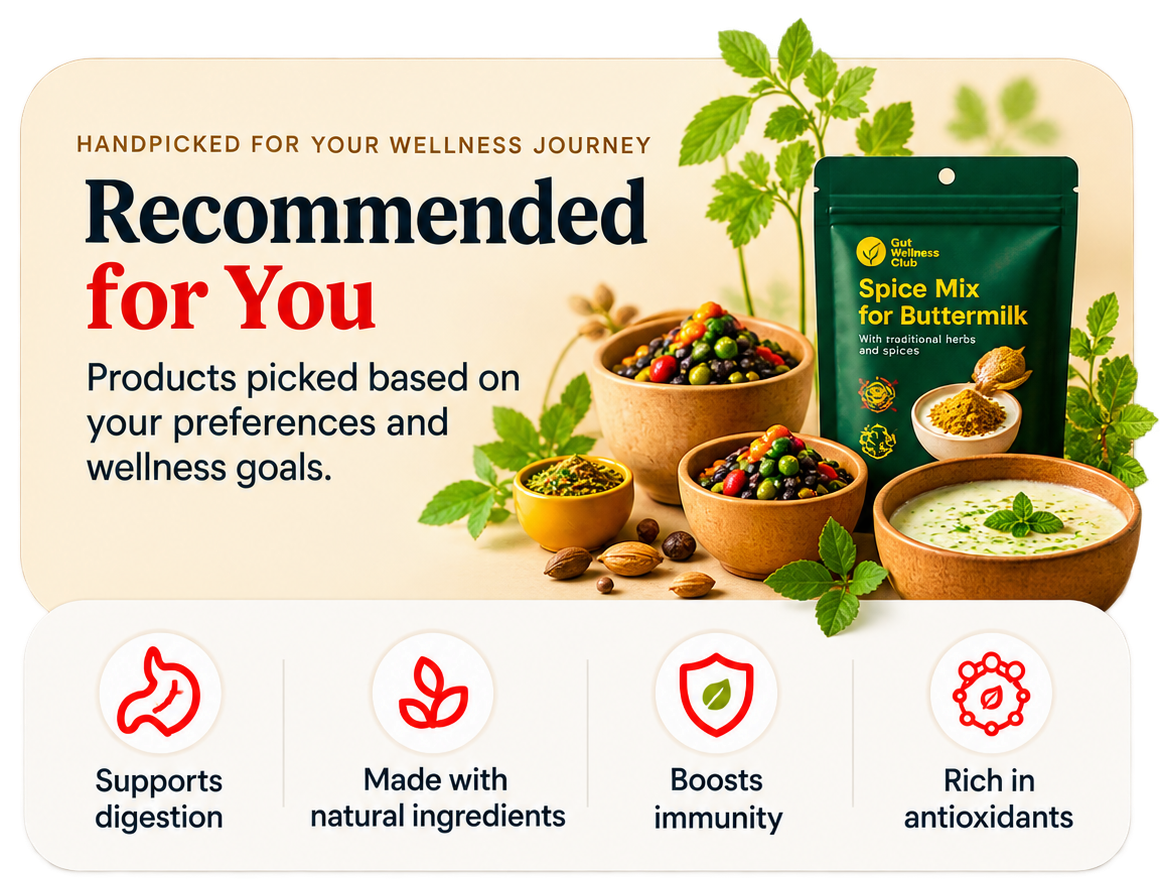 HANDPICKED FOR YOUR WELLNESS JOURNEY
Recommended
for You
Products picked based on
your preferences and
wellness goals.
Gut
Wellness
Club
Spice Mix
for Buttermilk
With traditional herbs
and spices
Supports
digestion
Made with
natural ingredients
Boosts
immunity
Rich in
antioxidants